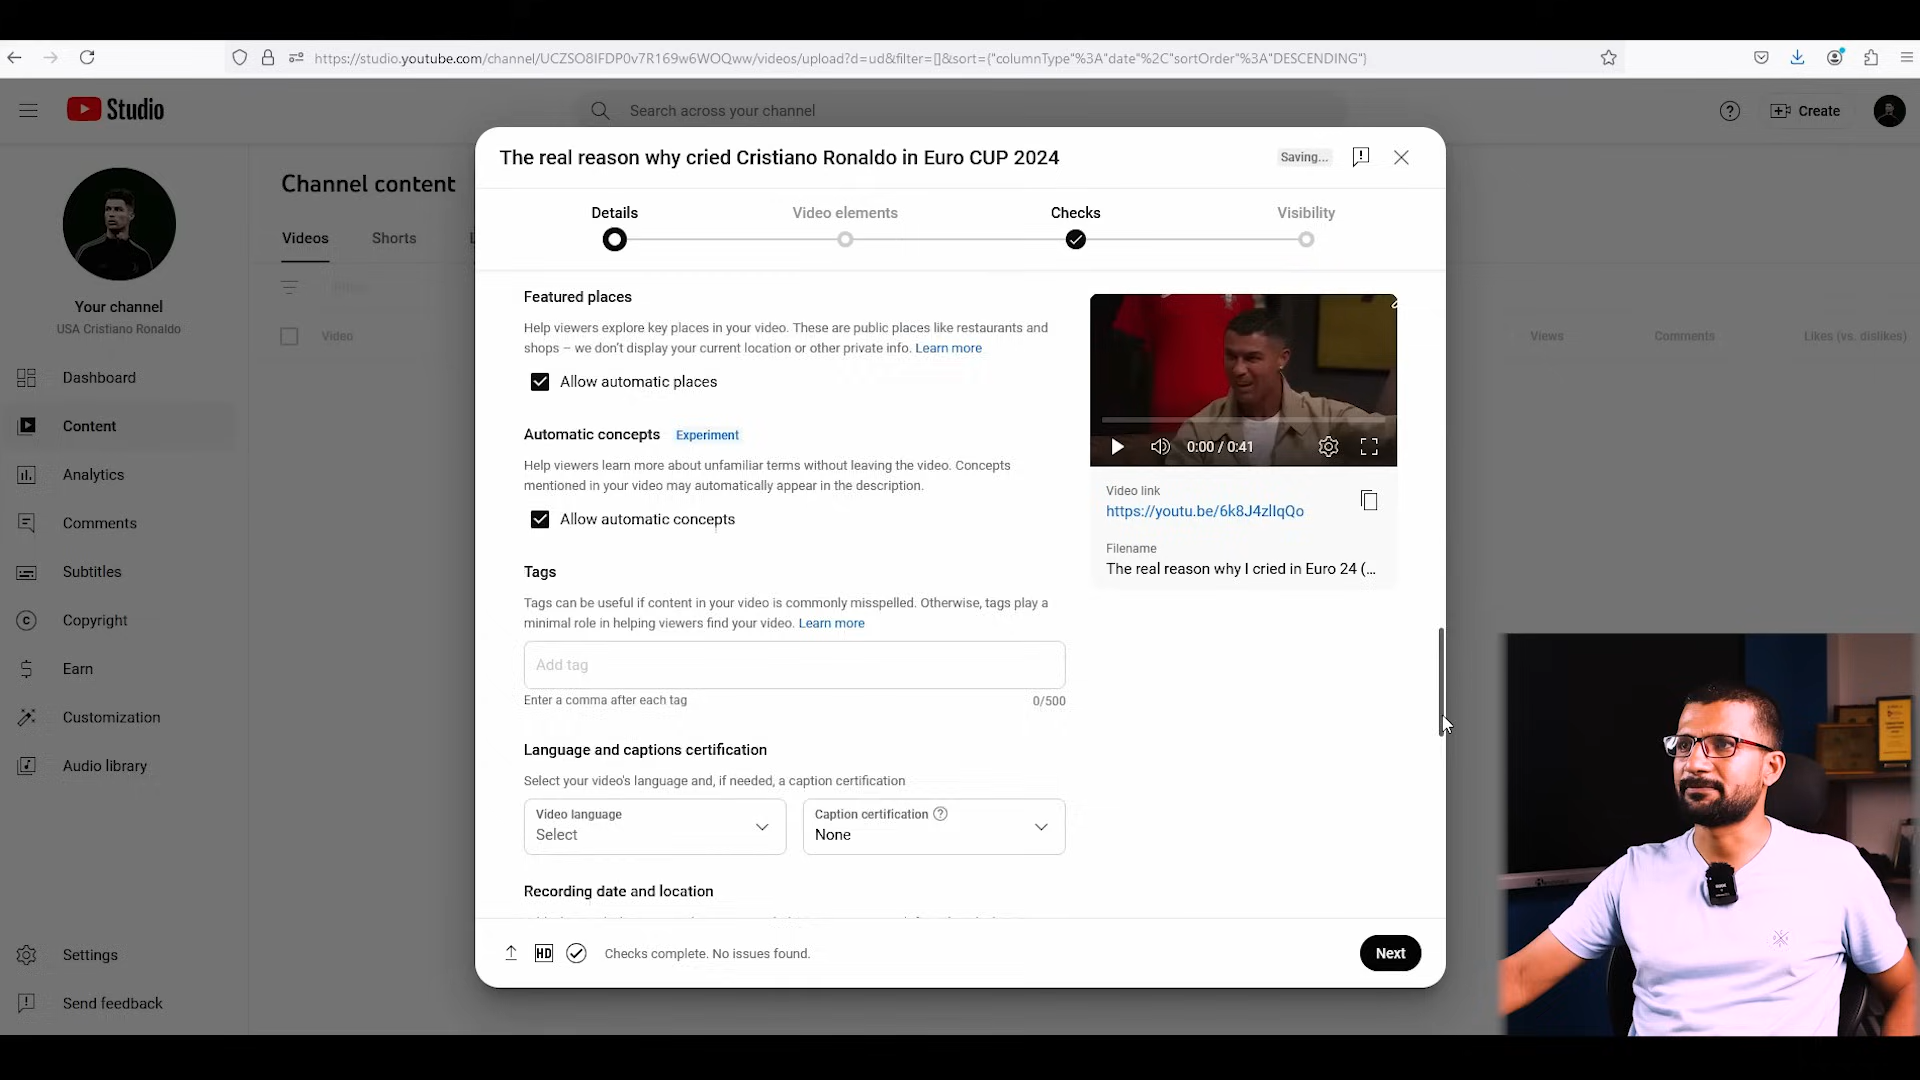 https://studio.youtube.com/channel/UCZSO8IFDP0v7R169w6WOQww/videos/upload?d=ud&filter=[]&sort={"columnType"%3A"date"%2C"sortOrder"%3A"DESCENDING"}
Studio
Search across your channel
Create
The real reason why cried Cristiano Ronaldo in Euro CUP 2024
Saving...
Channel content
Details
Video elements
Checks
Visibility
Videos
Shorts
L
Filter
Your channel
USA Cristiano Ronaldo
Video
Views
Comments
Likes (vs. dislikes)
Dashboard
Content
Analytics
Comments
Subtitles
Copyright
Earn
Customization
Audio library
Settings
Send feedback
Featured places
Help viewers explore key places in your video. These are public places like restaurants and
shops – we don't display your current location or other private info. Learn more
Allow automatic places
Automatic concepts Experiment
Help viewers learn more about unfamiliar terms without leaving the video. Concepts
mentioned in your video may automatically appear in the description.
Allow automatic concepts
Tags
Tags can be useful if content in your video is commonly misspelled. Otherwise, tags play a
minimal role in helping viewers find your video. Learn more
Add tag
Enter a comma after each tag
0/500
Language and captions certification
Select your video's language and, if needed, a caption certification
Video language
Select
Caption certification
None
Recording date and location
0:00 / 0:41
Video link
https://youtu.be/6k8J4zlIqQo
Filename
The real reason why I cried in Euro 24 (...
HD
Checks complete. No issues found.
Next